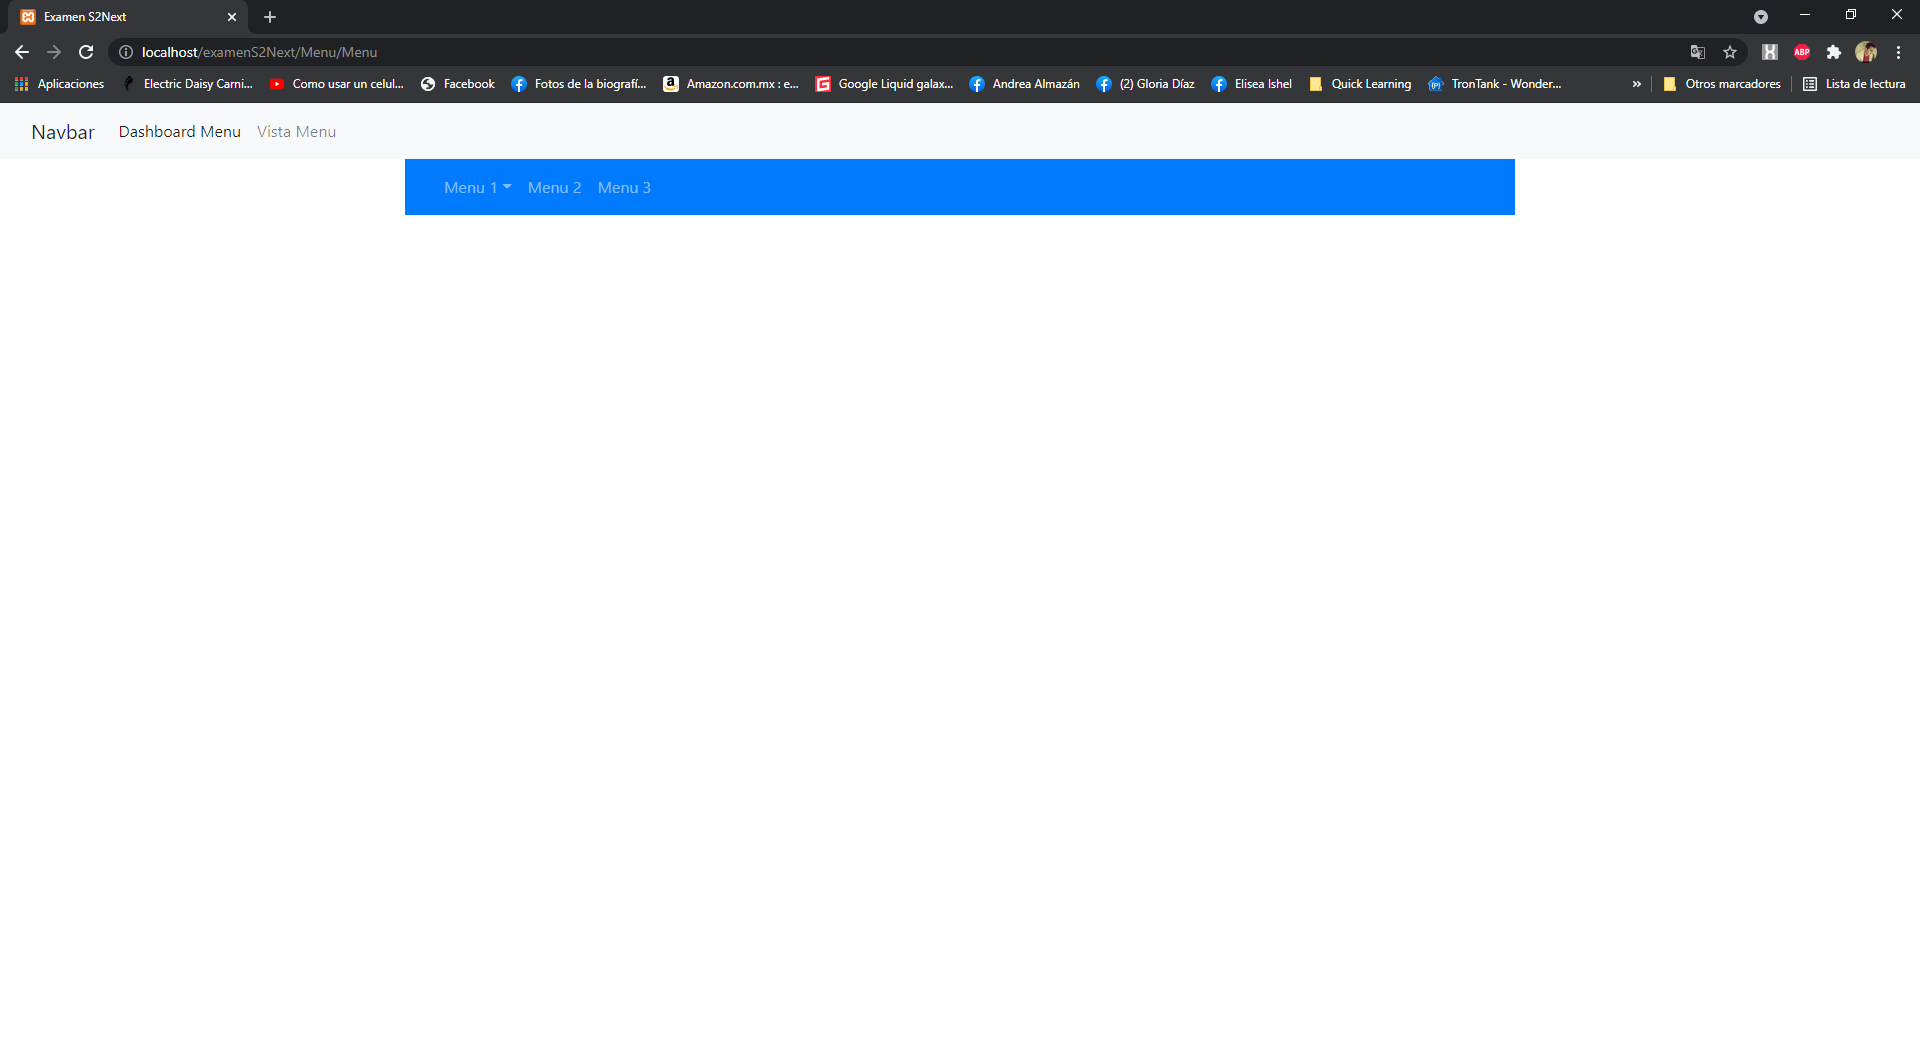 Examen S2Next
localhost/examenS2Next/Menu/Menu
ABP
Aplicaciones Electric Daisy Carni... Como usar un celul... Facebook Fotos de la biografí... Amazon.com.mx : e... Google Liquid galax... Andrea Almazán (2) Gloria Díaz Elisea Ishel Quick Learning TronTank - Wonder... » Otros marcadores Lista de lectura
Navbar Dashboard Menu Vista Menu
Menu 1 Menu 2 Menu 3